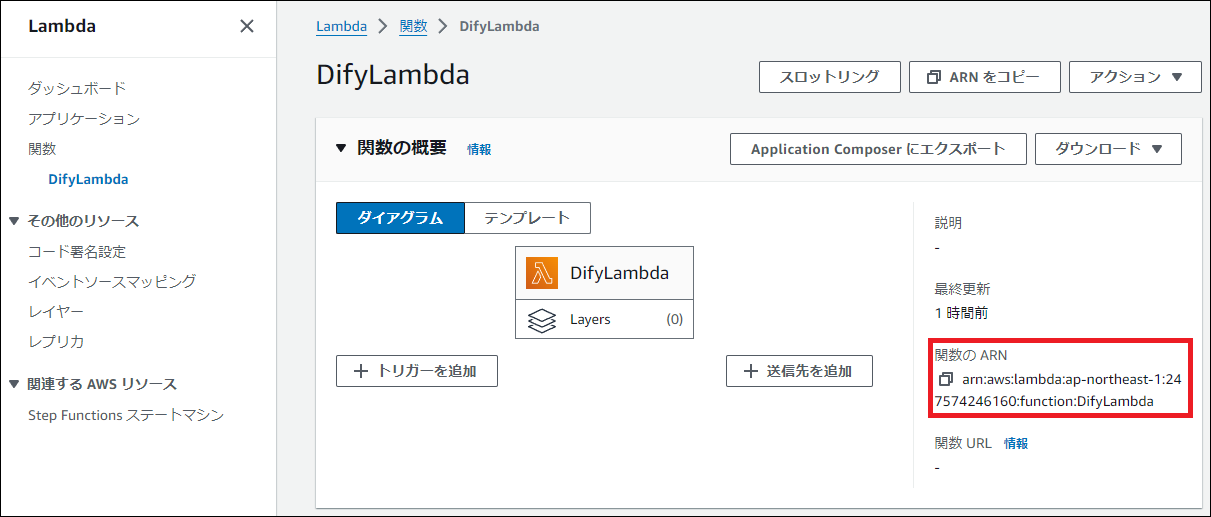 Lambda
ダッシュボード
アプリケーション
関数
DifyLambda
その他のリソース
コード署名設定
イベントソースマッピング
レイヤー
レプリカ
関連する AWS リソース
Step Functions ステートマシン
Lambda 関数 DifyLambda
DifyLambda
スロットリング ARN をコピー アクション
関数の概要 情報
Application Composer にエクスポート ダウンロード
ダイアグラム テンプレート
DifyLambda
Layers (0)
トリガーを追加 送信先を追加
説明
-
最終更新
1 時間前
関数の ARN
arn:aws:lambda:ap-northeast-1:24
7574246160:function:DifyLambda
関数 URL 情報
-